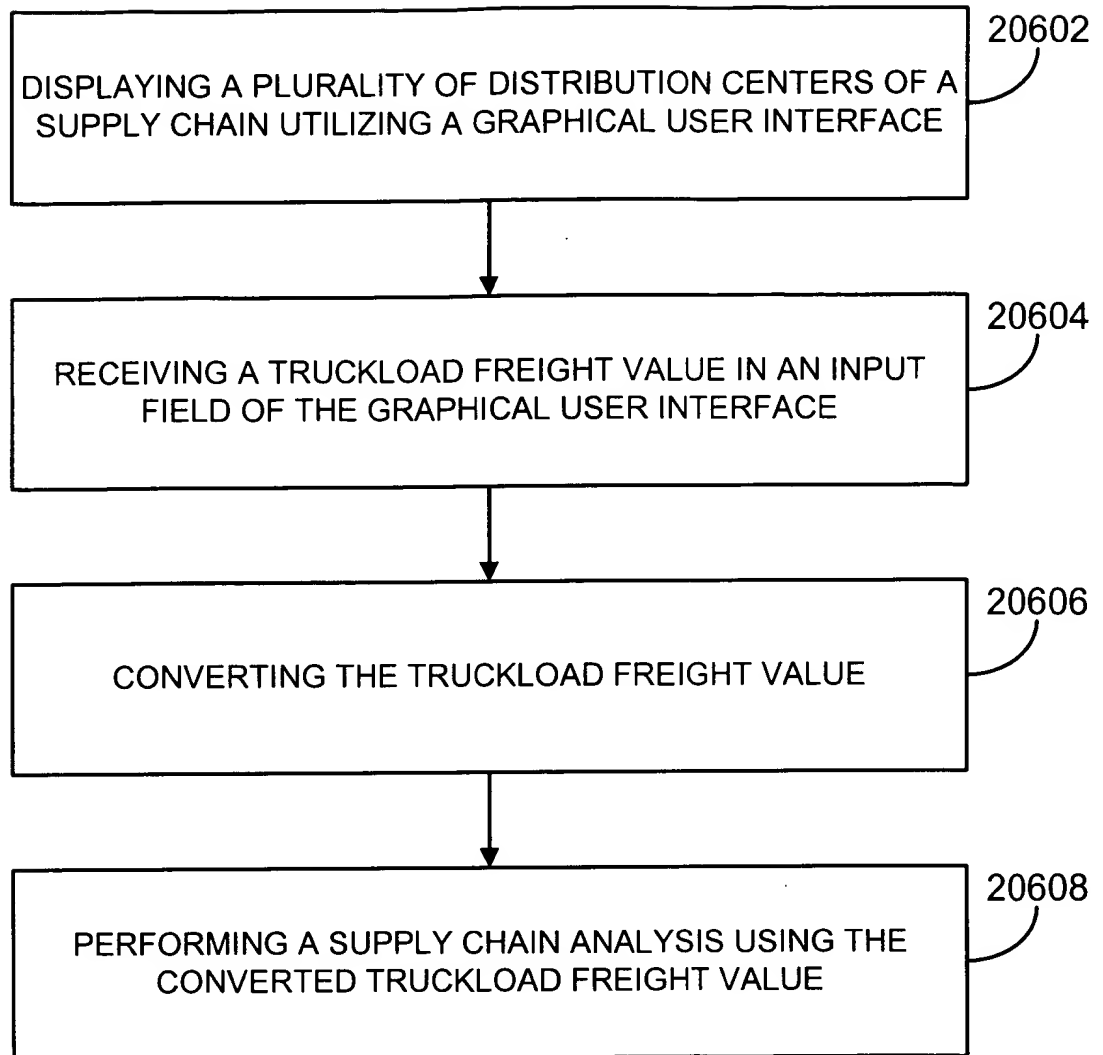 20602
DISPLAYING A PLURALITY OF DISTRIBUTION CENTERS OF A
SUPPLY CHAIN UTILIZING A GRAPHICAL USER INTERFACE
20604
RECEIVING A TRUCKLOAD FREIGHT VALUE IN AN INPUT
FIELD OF THE GRAPHICAL USER INTERFACE
20606
CONVERTING THE TRUCKLOAD FREIGHT VALUE
20608
PERFORMING A SUPPLY CHAIN ANALYSIS USING THE
CONVERTED TRUCKLOAD FREIGHT VALUE